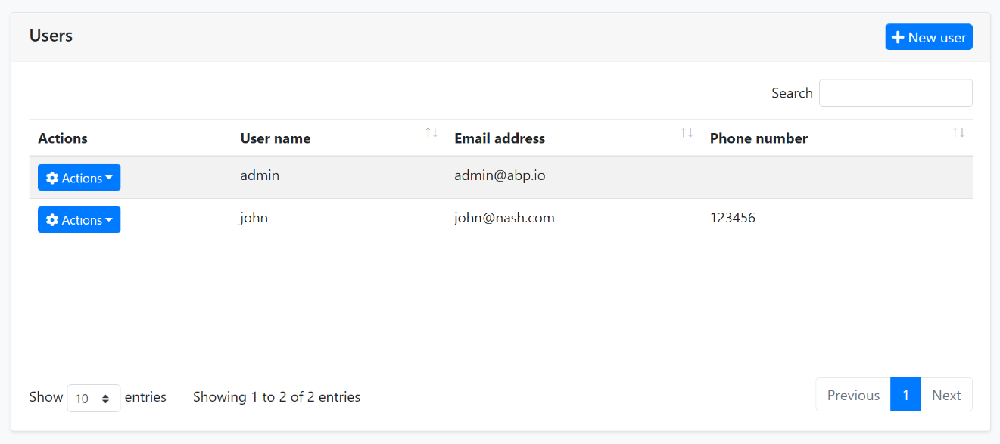 Users
New user
Search
Actions User name Email address Phone number
Actions admin admin@abp.io
Actions john john@nash.com 123456
Show 10 entries Showing 1 to 2 of 2 entries Previous 1 Next